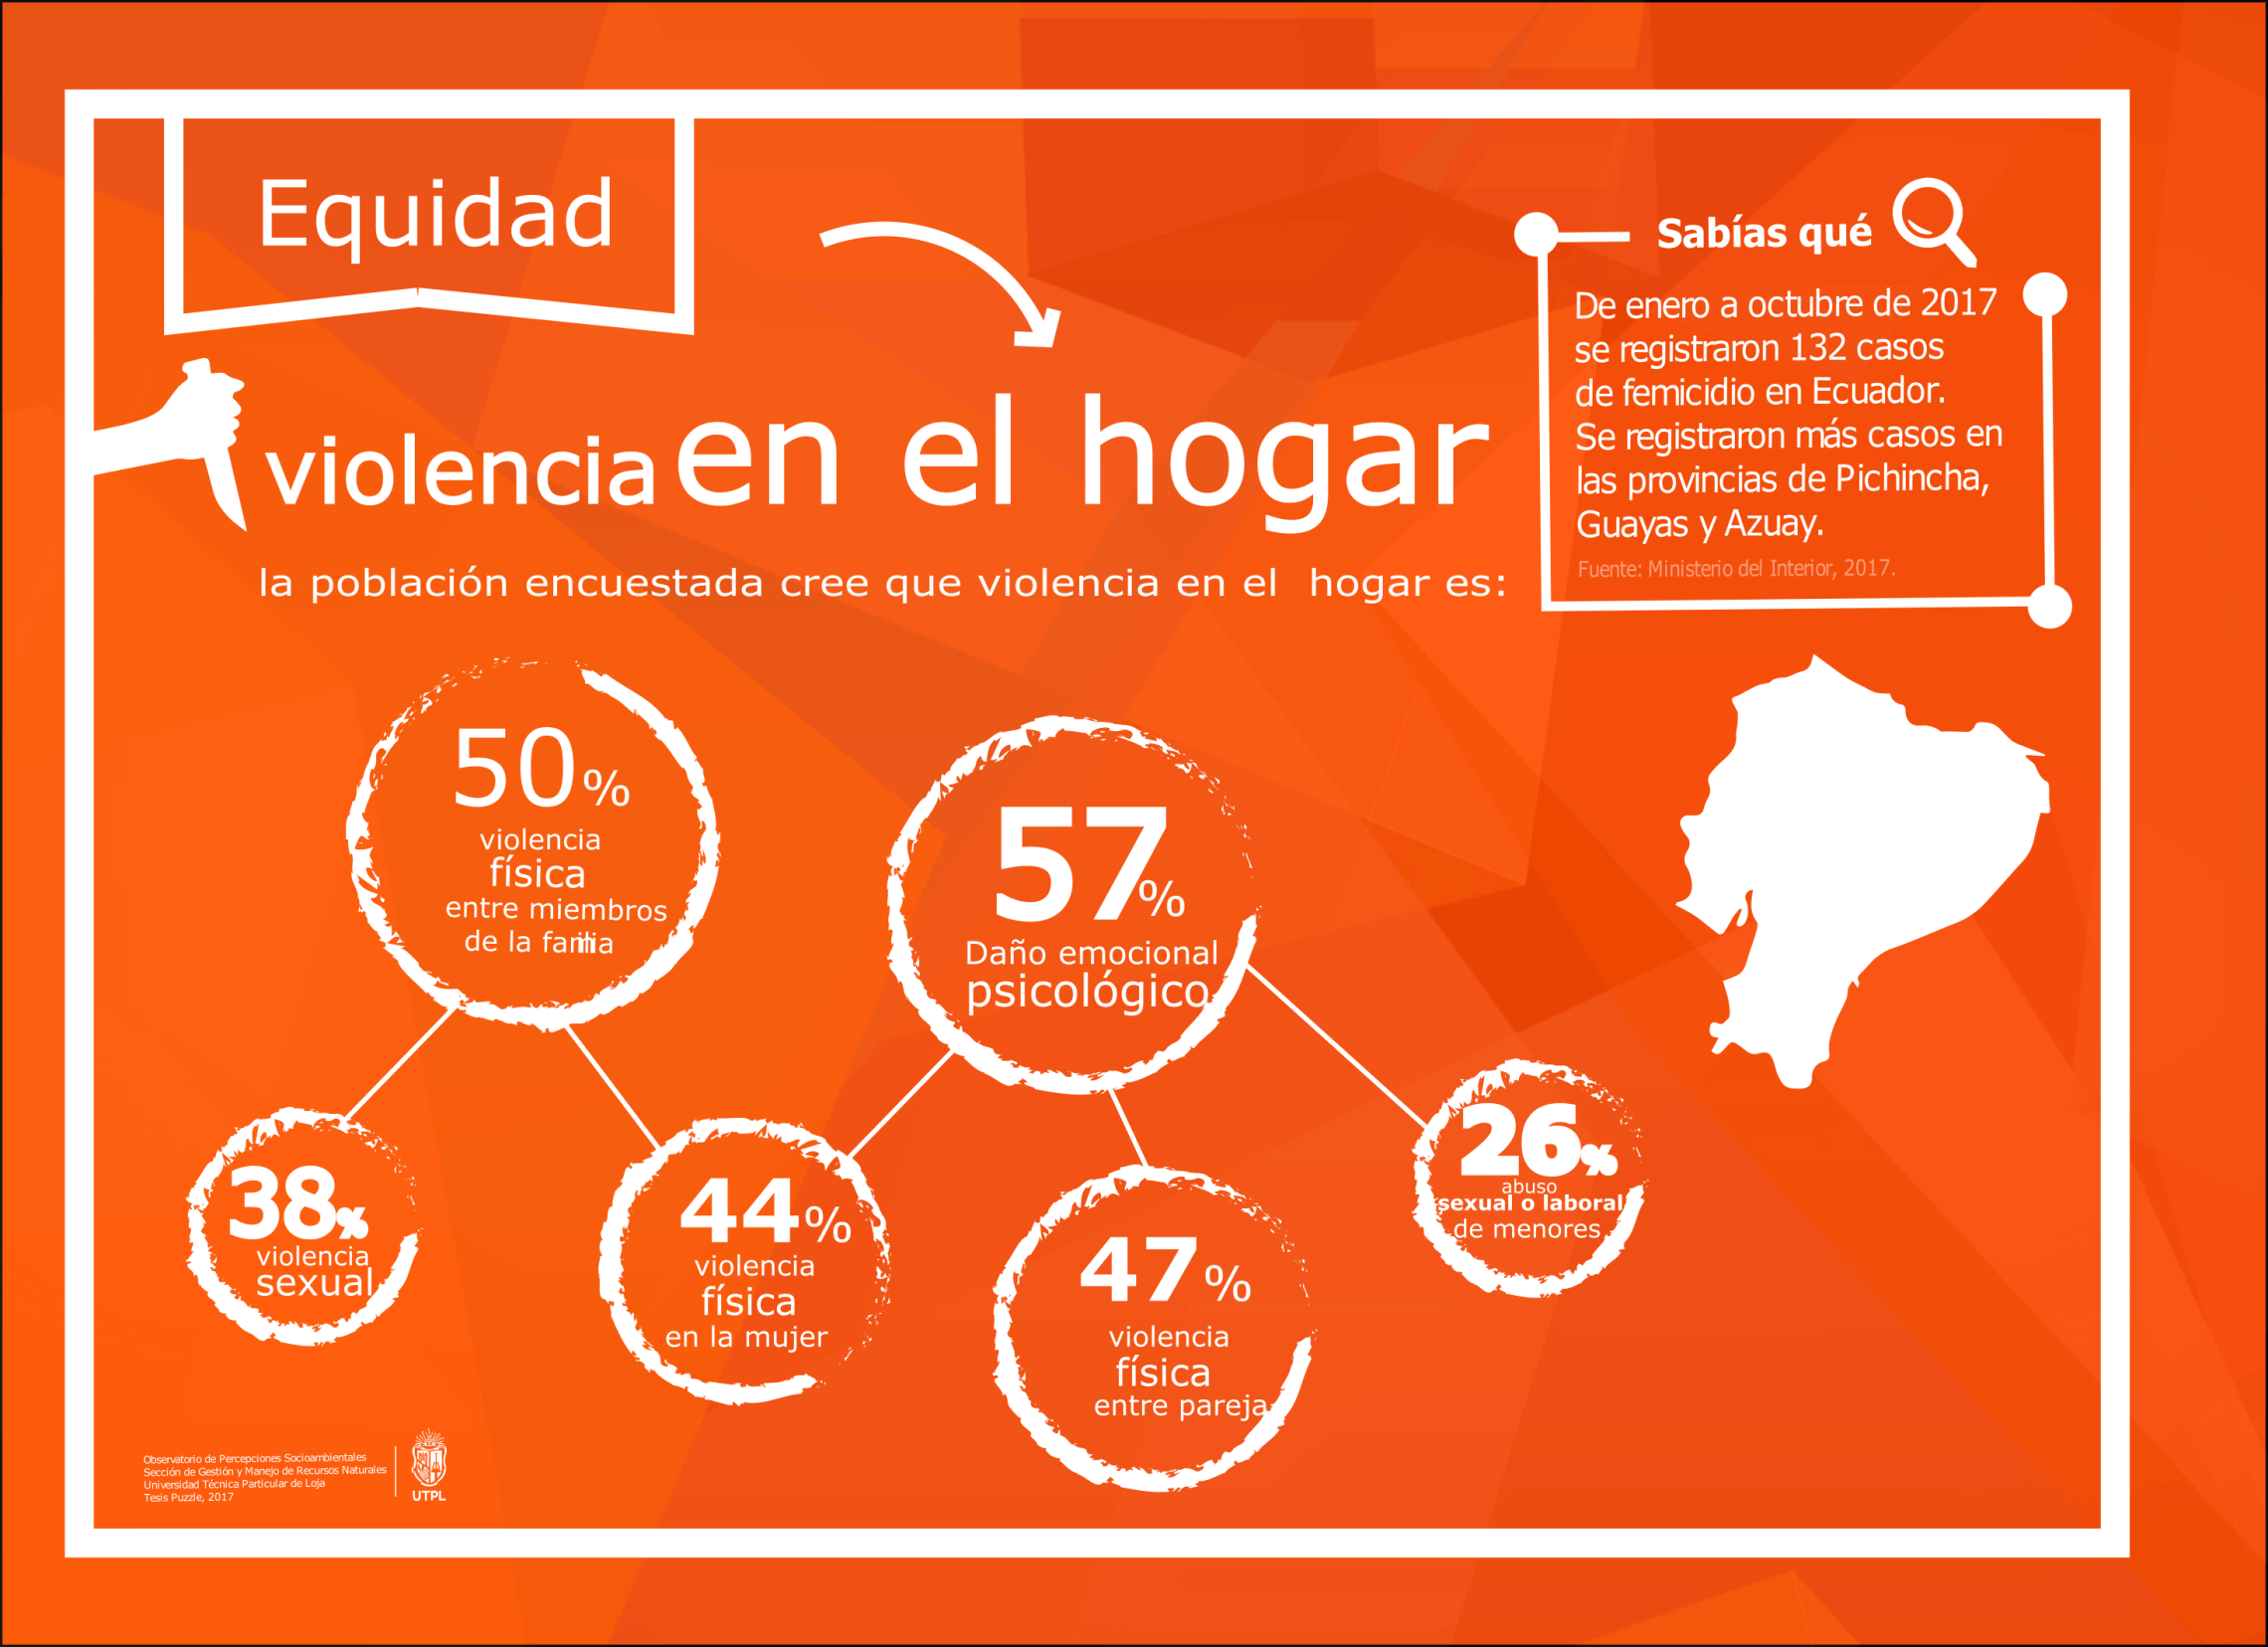 Equidad
Sabías qué
De enero a octubre de 2017
se registraron 132 casos
de femicidio en Ecuador.
Se registraron más casos en
las provincias de Pichincha,
Guayas y Azuay.
Fuente: Ministerio del Interior, 2017.
violencia en el hogar
la población encuestada cree que violencia en el hogar es:
50%
violencia
física
entre miembros
de la familia
57%
Daño emocional
psicológico
38%
violencia
sexual
44%
violencia
física
en la mujer
47%
violencia
física
entre pareja
26%
abuso
sexual o laboral
de menores
Observatorio de Percepciones Socioambientales
Sección de Gestión y Manejo de Recursos Naturales
Universidad Técnica Particular de Loja
Tesis Puzzle, 2017
UTPL